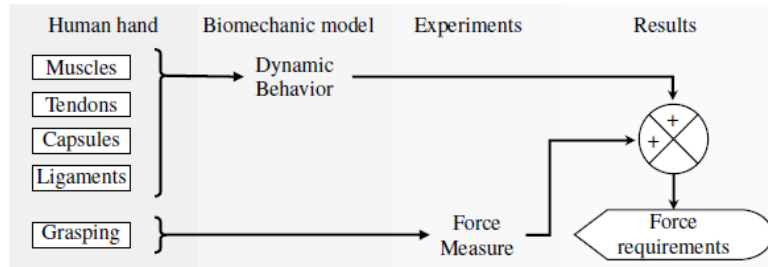 Human hand
Biomechanic model
Experiments
Results
Muscles
Tendons
Capsules
Ligaments
Grasping
Dynamic
Behavior
Force
Measure
+
+
Force
requirements